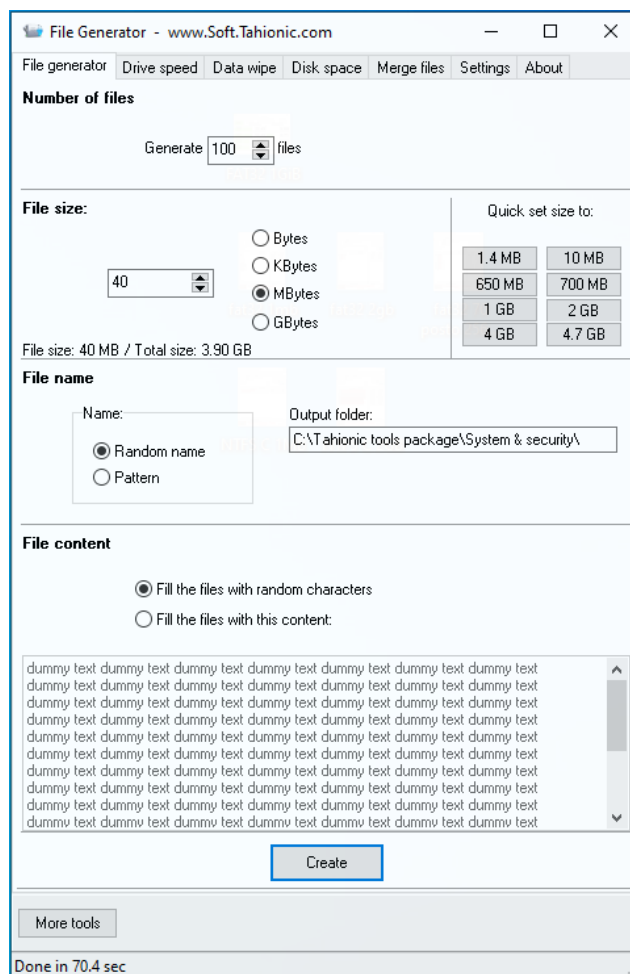 File Generator - www.Soft.Tahionic.com
File generator Drive speed Data wipe Disk space Merge files Settings About
Number of files
Generate 100 files
File size:
Quick set size to:
Bytes
KBytes
40
MBytes
GBytes
1.4 MB 10 MB
650 MB 700 MB
1 GB 2 GB
4 GB 4.7 GB
File size: 40 MB / Total size: 3.90 GB
File name
Name:
Random name
Pattern
Output folder:
C:\Tahionic tools package\System & security\
File content
Fill the files with random characters
Fill the files with this content:
dummy text dummy text dummy text dummy text dummy text dummy text dummy text
dummy text dummy text dummy text dummy text dummy text dummy text dummy text
dummy text dummy text dummy text dummy text dummy text dummy text dummy text
dummy text dummy text dummy text dummy text dummy text dummy text dummy text
dummy text dummy text dummy text dummy text dummy text dummy text dummy text
dummy text dummy text dummy text dummy text dummy text dummy text dummy text
dummy text dummy text dummy text dummy text dummy text dummy text dummy text
dummy text dummy text dummy text dummy text dummy text dummy text dummy text
dummy text dummy text dummy text dummy text dummy text dummy text dummy text
dummy text dummy text dummy text dummy text dummy text dummy text dummy text
Create
More tools
Done in 70.4 sec